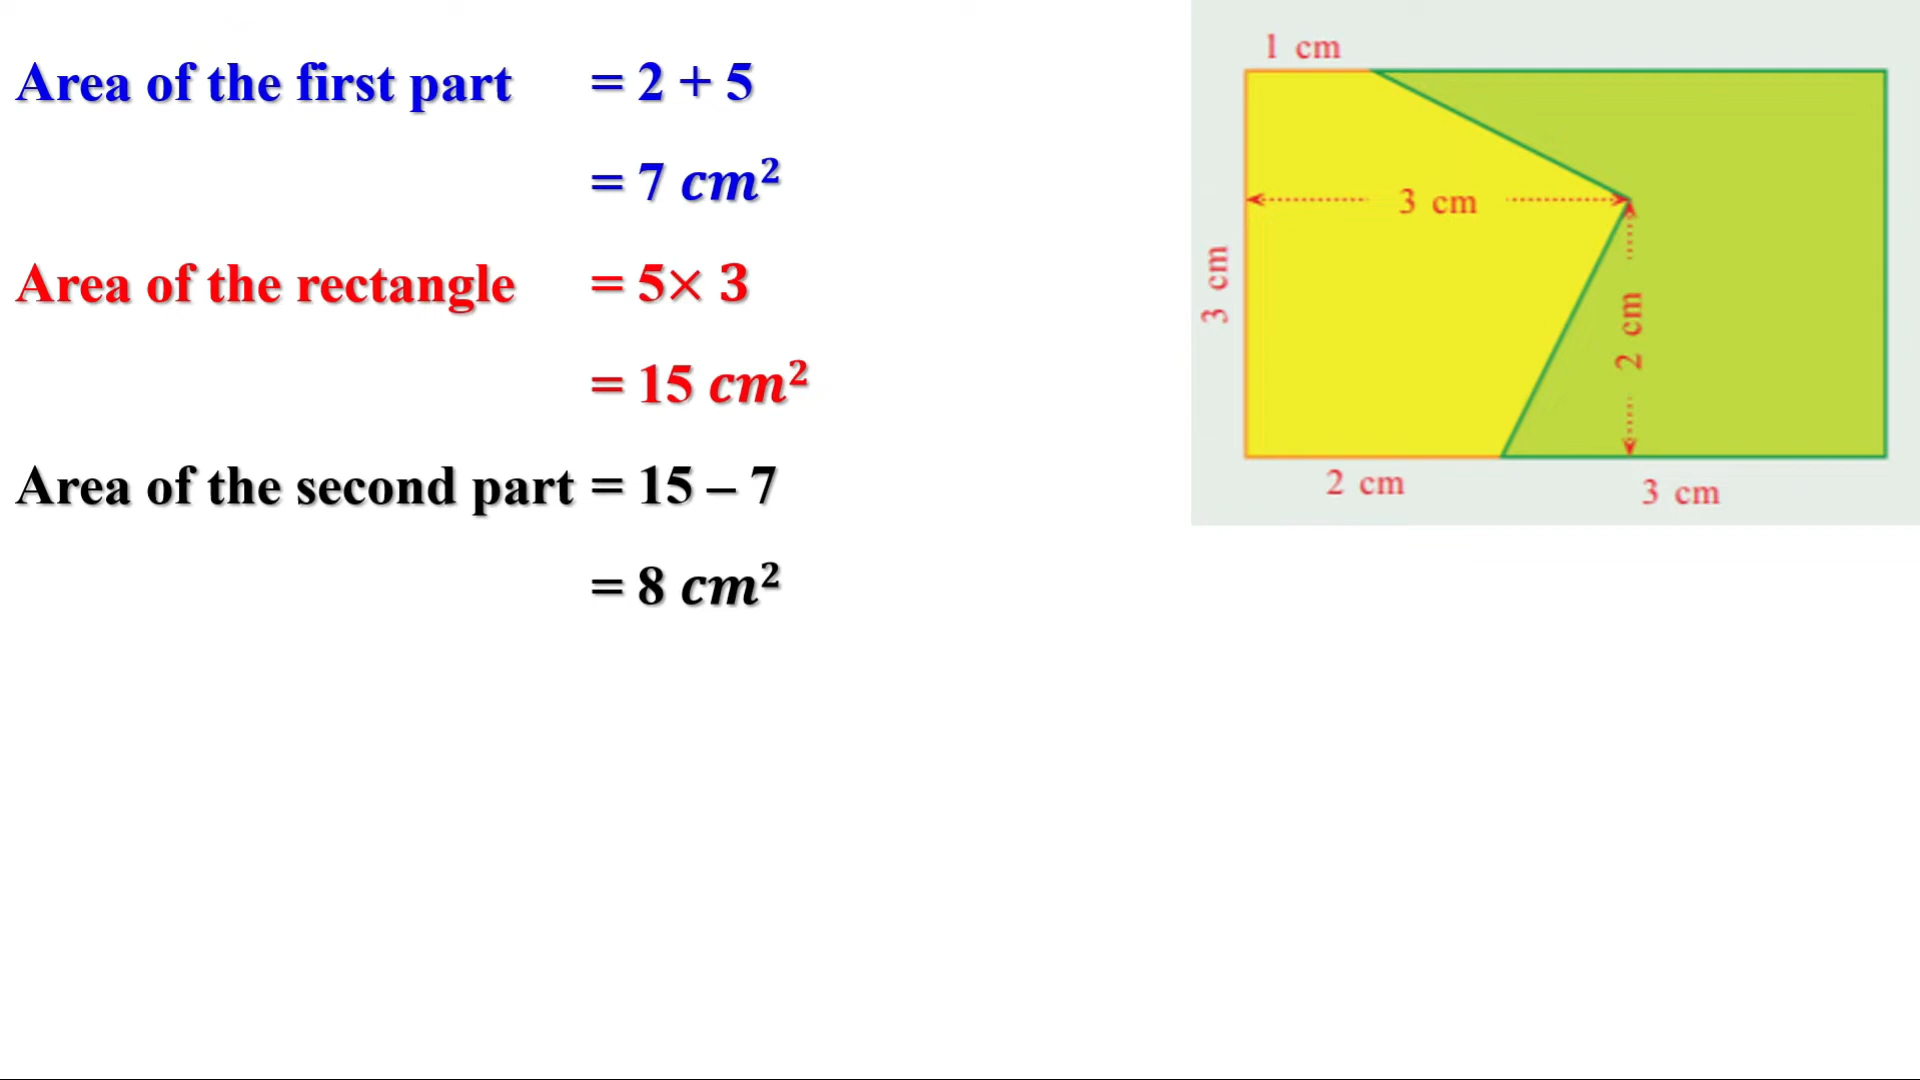 Area of the first part = 2 + 5
= 7 cm²
Area of the rectangle = 5× 3
= 15 cm²
Area of the second part = 15 – 7
= 8 cm²
1 cm
3 cm
3 cm
2 cm
2 cm
3 cm